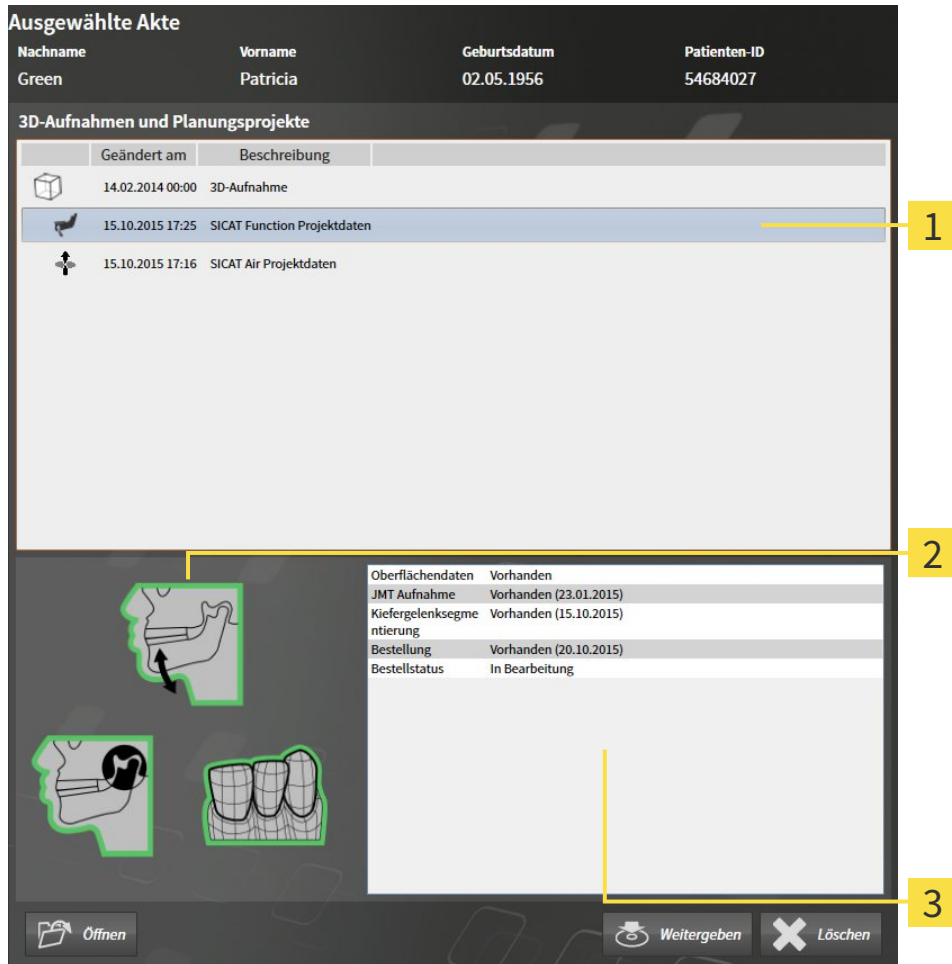 Ausgewählte Akte
Nachname Vorname Geburtsdatum Patienten-ID
Green Patricia 02.05.1956 54684027
3D-Aufnahmen und Planungsprojekte
Geändert am Beschreibung
14.02.2014 00:00 3D-Aufnahme
15.10.2015 17:25 SICAT Function Projektdaten
1
15.10.2015 17:16 SICAT Air Projektdaten
2
Oberflächendaten Vorhanden
JMT Aufnahme Vorhanden (23.01.2015)
Kiefergelenksegme Vorhanden (15.10.2015)
ntierung
Bestellung Vorhanden (20.10.2015)
Bestellstatus In Bearbeitung
3
Öffnen Weitergeben Löschen